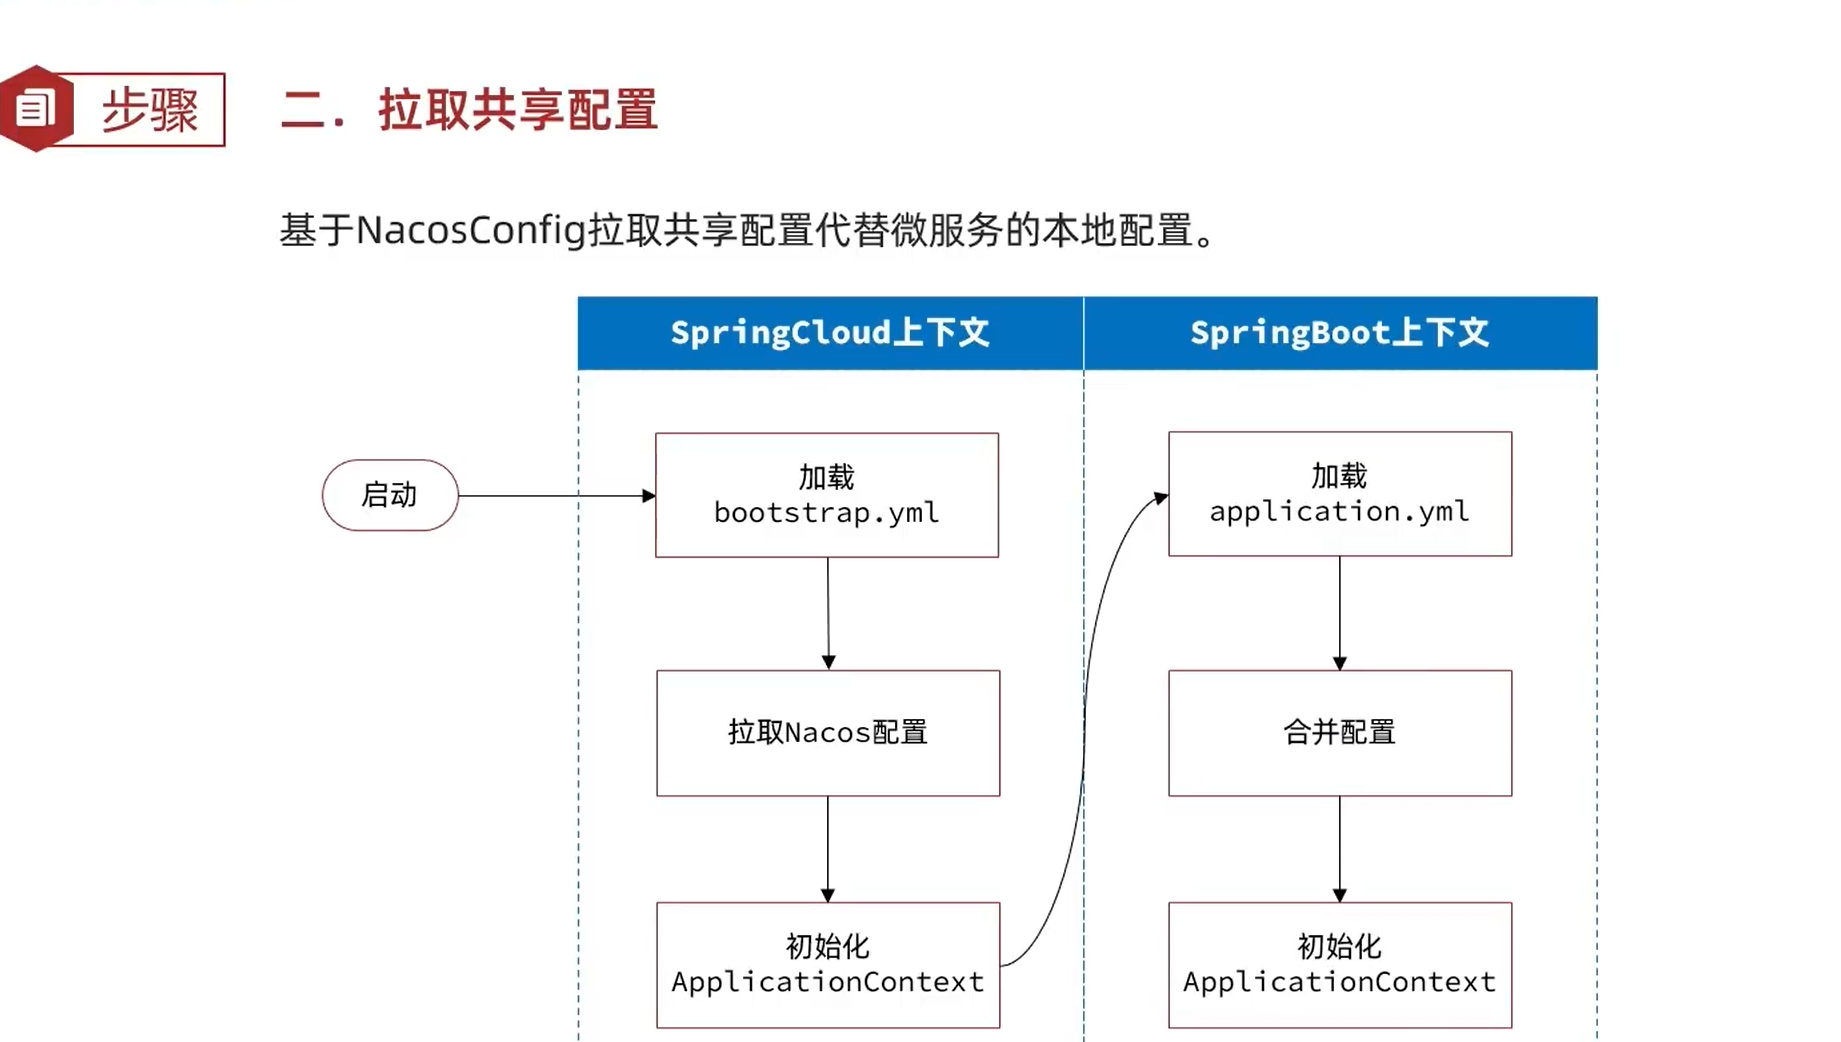 步骤
二．拉取共享配置
基于NacosConfig拉取共享配置代替微服务的本地配置。
SpringCloud上下文
SpringBoot上下文
启动
加载
bootstrap.yml
拉取Nacos配置
初始化
ApplicationContext
加载
application.yml
合并配置
初始化
ApplicationContext